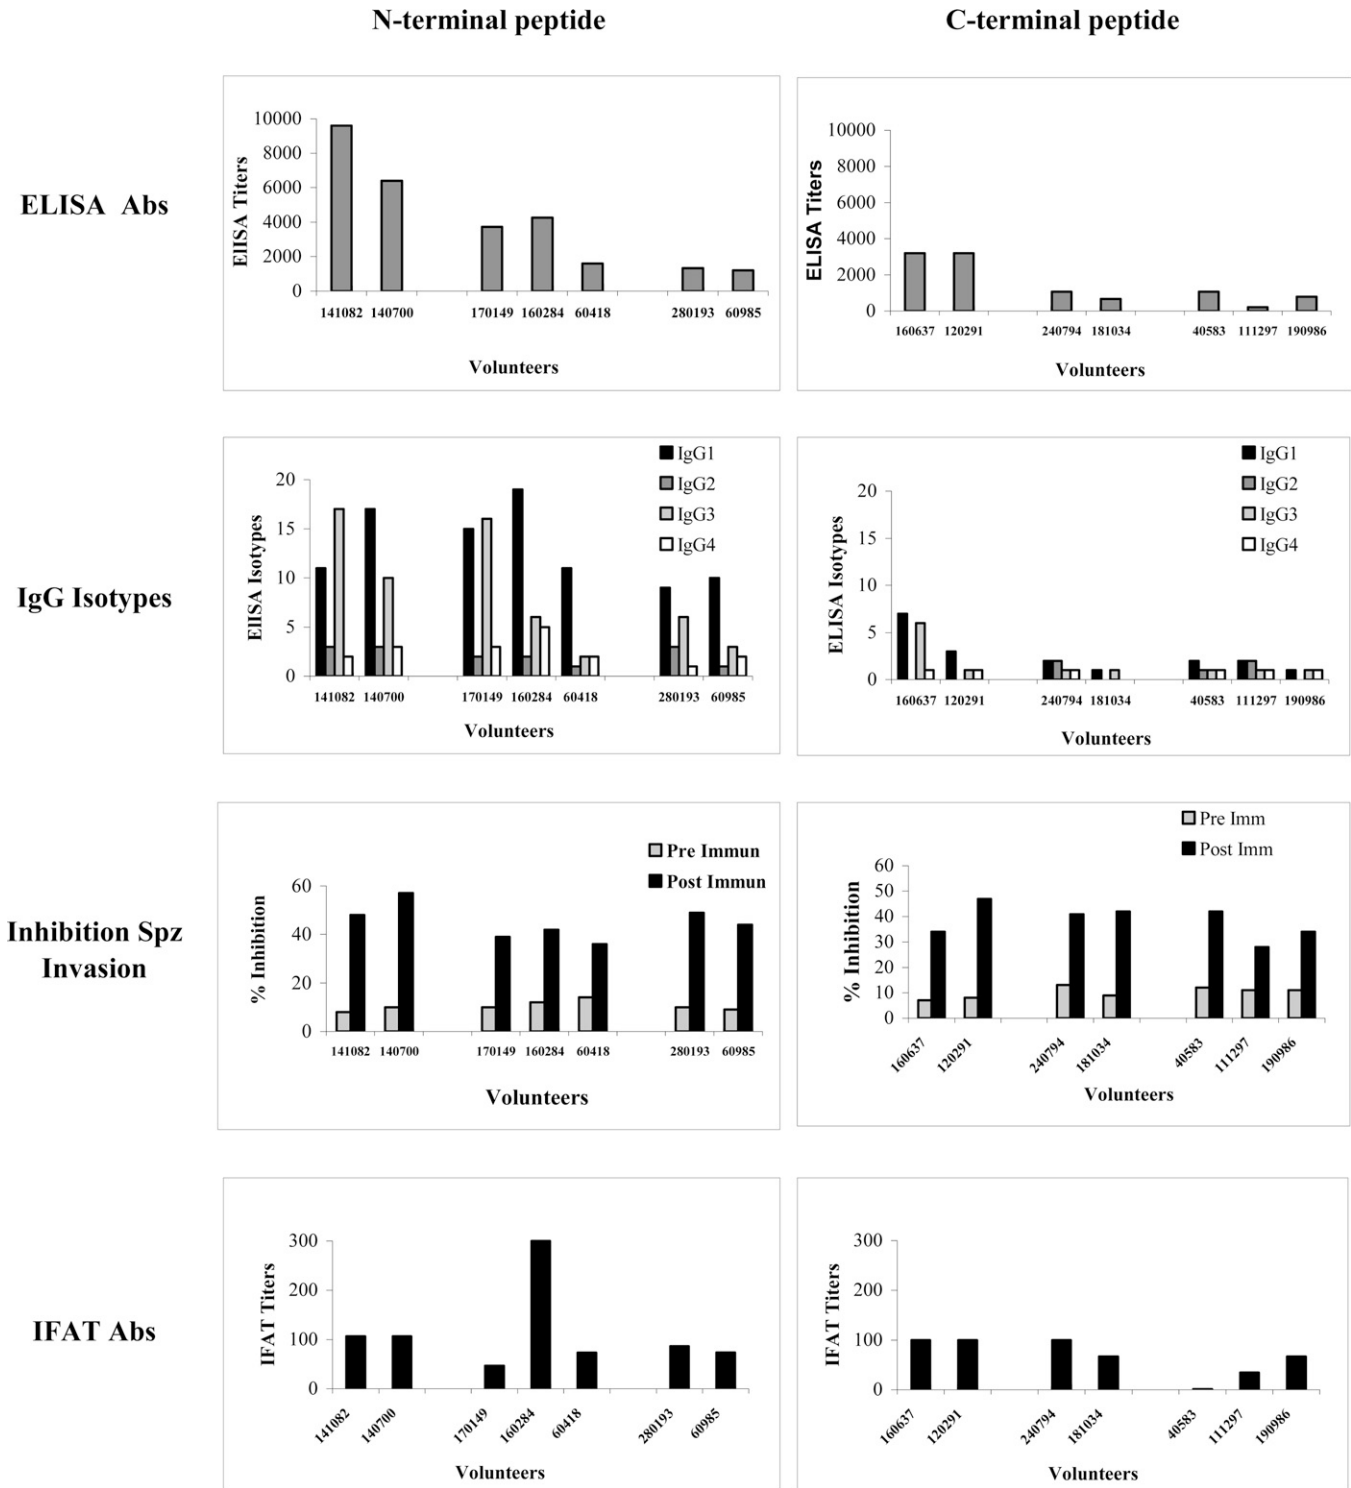 N-terminal peptide
C-terminal peptide
ELISA Abs
ElISA Titers
10000
8000
6000
4000
2000
0
141082 140700 170149 160284 60418 280193 60985
Volunteers
ELISA Titers
10000
8000
6000
4000
2000
0
160637 120291 240794 181034 40583 111297 190986
Volunteers
IgG Isotypes
ElISA Isotypes
20
15
10
5
0
IgG1
IgG2
IgG3
IgG4
141082 140700 170149 160284 60418 280193 60985
Volunteers
ELISA Isotypes
20
15
10
5
0
IgG1
IgG2
IgG3
IgG4
160637 120291 240794 181034 40583 111297 190986
Volunteers
Inhibition Spz
Invasion
% Inhibition
60
40
20
0
Pre Immun
Post Immun
141082 140700 170149 160284 60418 280193 60985
Volunteers
% Inhibition
60
50
40
30
20
10
0
Pre Imm
Post Imm
160637 120291 240794 181034 40583 111297 190986
Volunteers
IFAT Abs
IFAT Titers
300
200
100
0
141082 140700 170149 160284 60418 280193 60985
Volunteers
IFAT Titers
300
200
100
0
160637 120291 240794 181034 40583 111297 190986
Volunteers